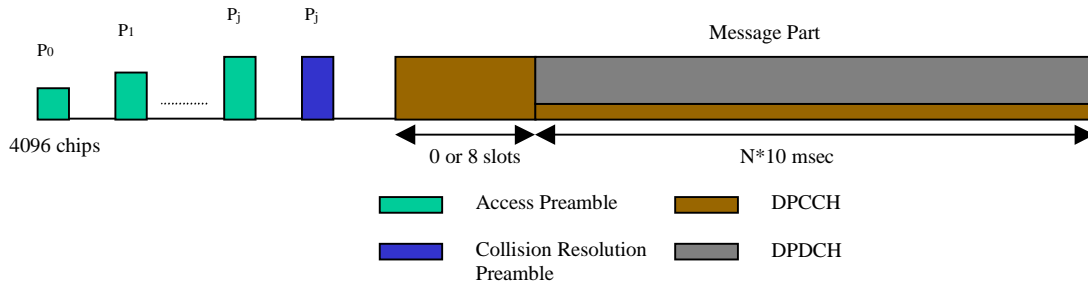 P0
P1
Pj
Pj
Message Part
4096 chips
0 or 8 slots
N*10 msec
Access Preamble
DPCCH
Collision Resolution
Preamble
DPDCH